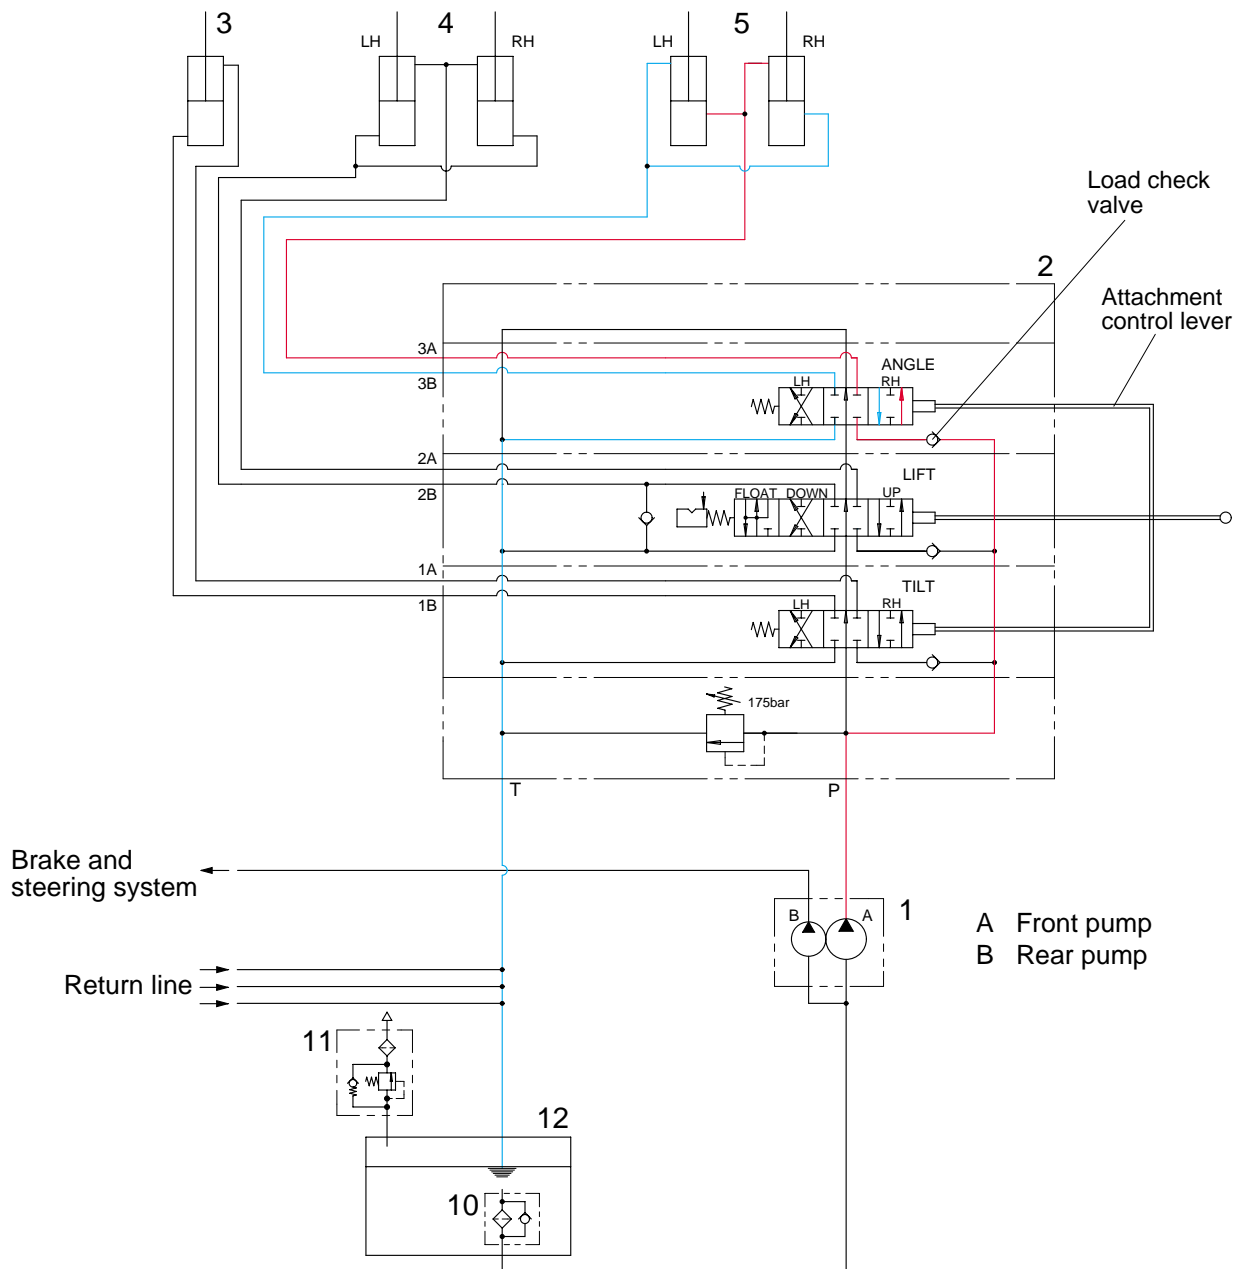 3
4
5
LH
RH
LH
RH
Load check
valve
2
Attachment
control lever
3A
ANGLE
3B
LH
RH
2A
LIFT
2B
FLOAT
DOWN
UP
1A
TILT
1B
LH
RH
175bar
T
P
Brake and
steering system
B
A
1
A Front pump
B Rear pump
Return line
11
12
10